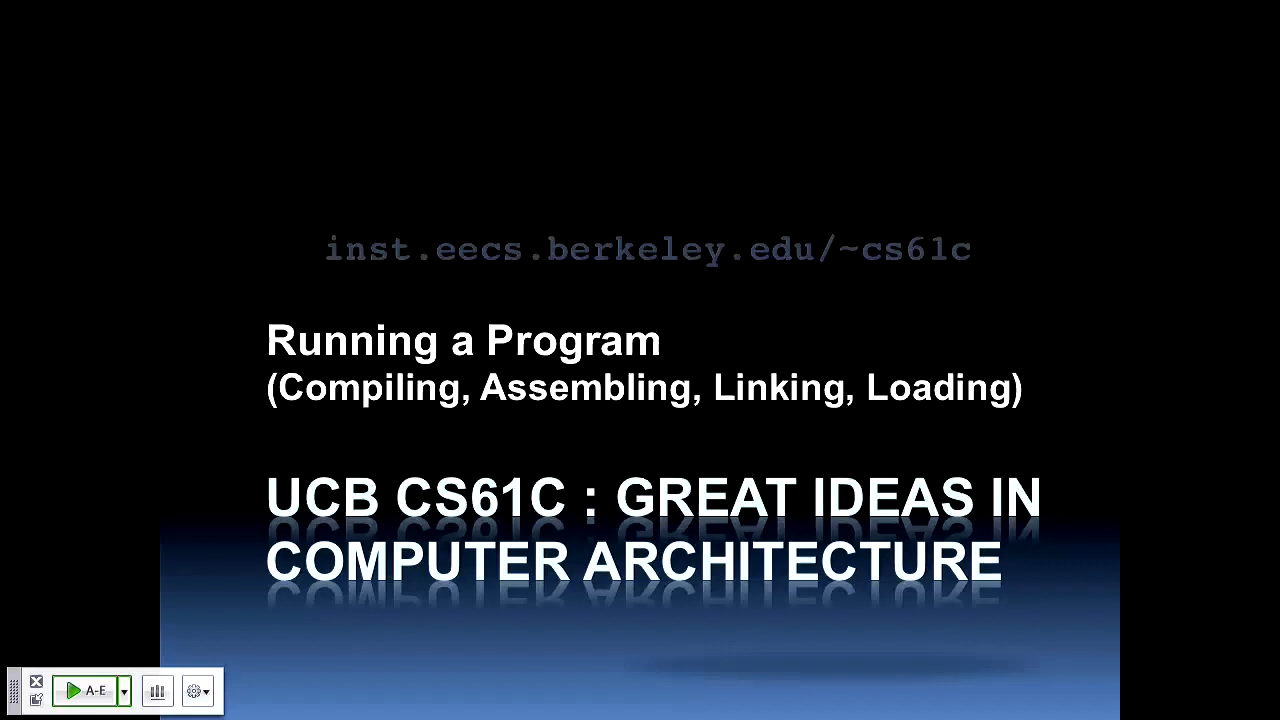 inst.eecs.berkeley.edu/~cs61c
Running a Program
(Compiling, Assembling, Linking, Loading)
UCB CS61C : GREAT IDEAS IN
COMPUTER ARCHITECTURE
A-E